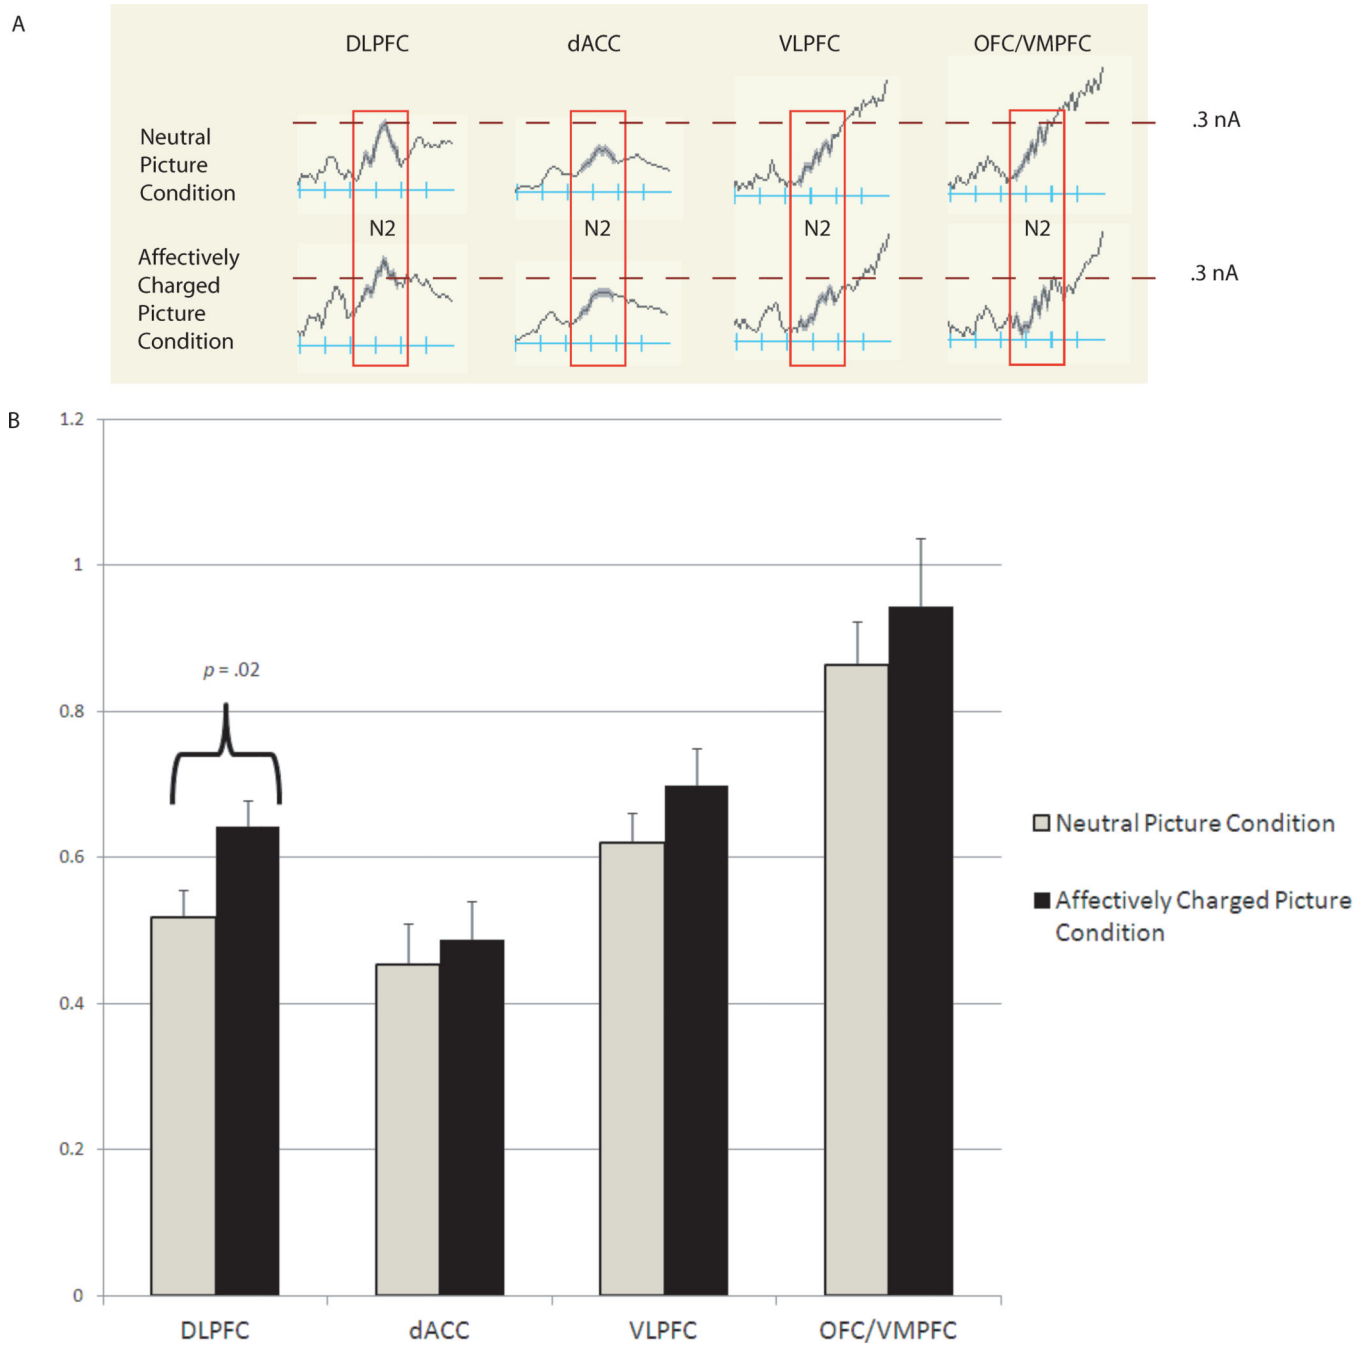 A
DLPFC dACC VLPFC OFC/VMPFC
Neutral
Picture
Condition
.3 nA
N2 N2 N2 N2
Affectively
Charged
Picture
Condition
.3 nA
B
1.2
1
0.8
0.6
0.4
0.2
0
p = .02
DLPFC dACC VLPFC OFC/VMPFC
Neutral Picture Condition
Affectively Charged Picture
Condition